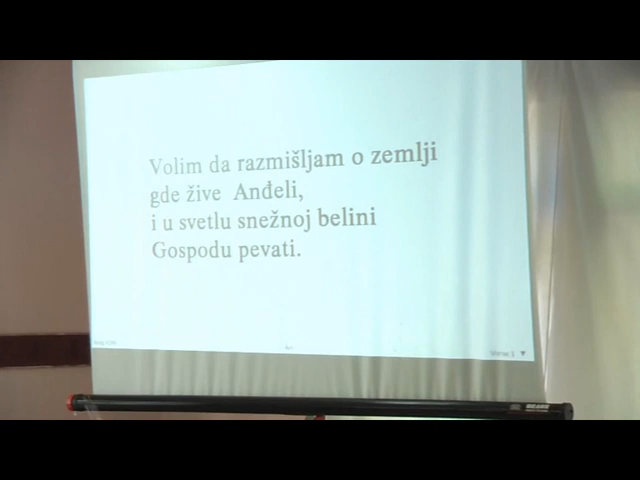 Volim da razmišljam o zemlji
gde žive Anđeli,
i u svetlu snežnoj belini
Gospodu pevati.